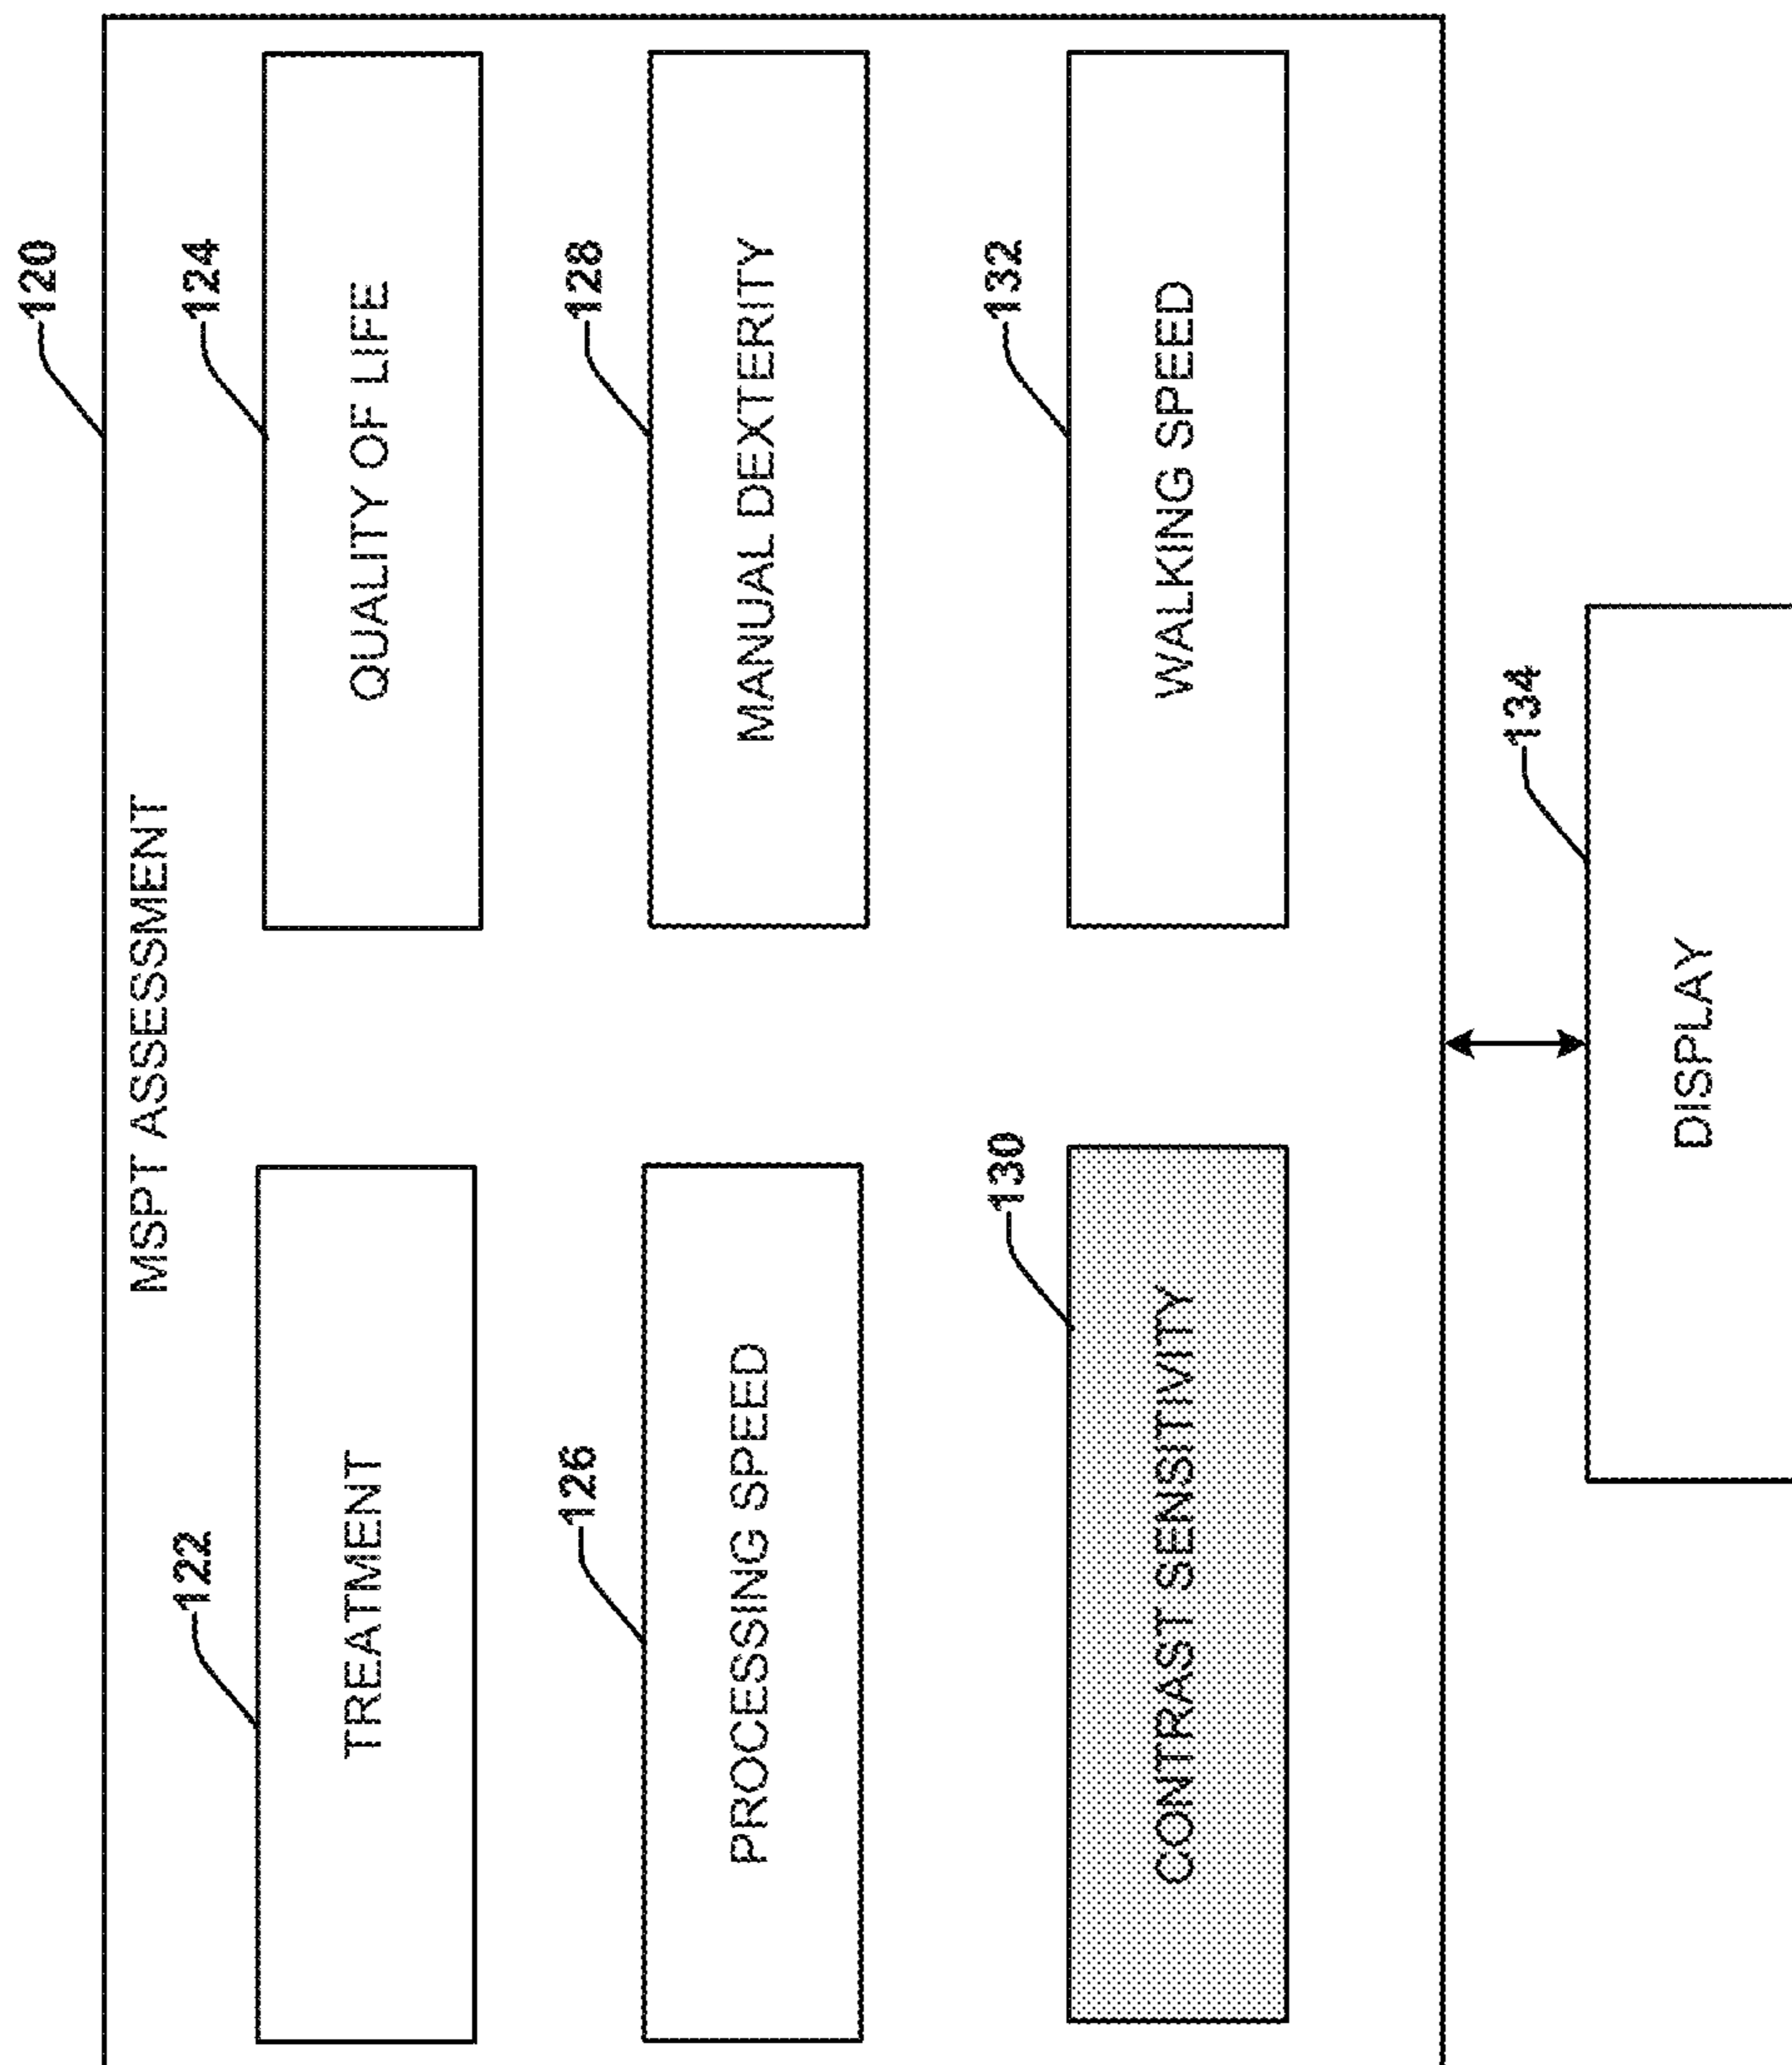 120
MSPT ASSESSMENT
122
TREATMENT
124
QUALITY OF LIFE
126
PROCESSING SPEED
128
MANUAL DEXTERITY
130
CONTRAST SENSITIVITY
132
WALKING SPEED
134
DISPLAY